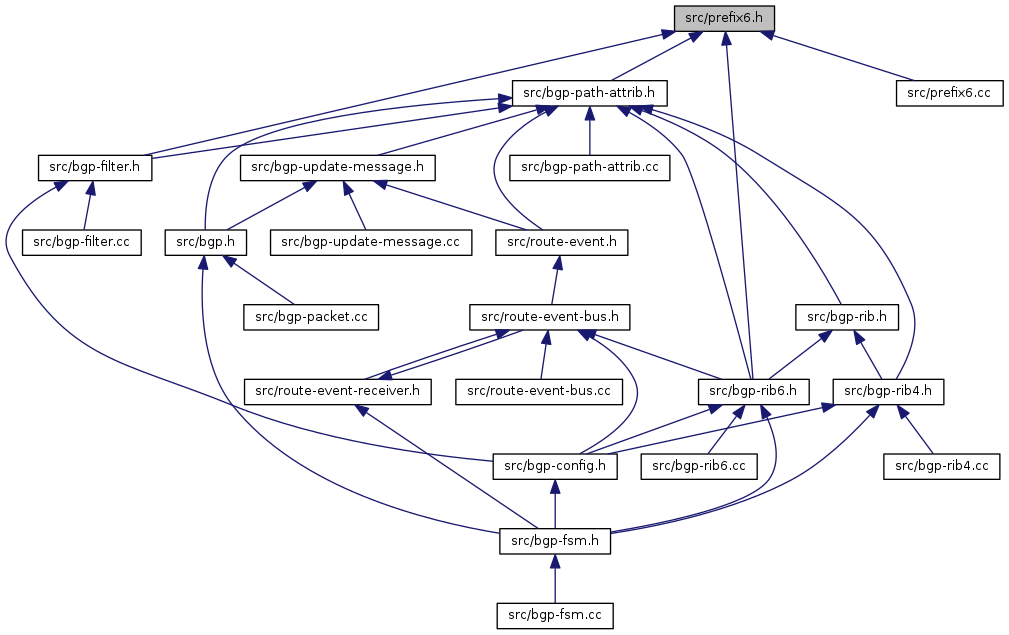 src/prefix6.h
src/bgp-path-attrib.h
src/prefix6.cc
src/bgp-filter.h
src/bgp-update-message.h
src/bgp-path-attrib.cc
src/bgp-filter.cc
src/bgp.h
src/bgp-update-message.cc
src/route-event.h
src/bgp-packet.cc
src/route-event-bus.h
src/bgp-rib.h
src/route-event-receiver.h
src/route-event-bus.cc
src/bgp-rib6.h
src/bgp-rib4.h
src/bgp-config.h
src/bgp-rib6.cc
src/bgp-rib4.cc
src/bgp-fsm.h
src/bgp-fsm.cc